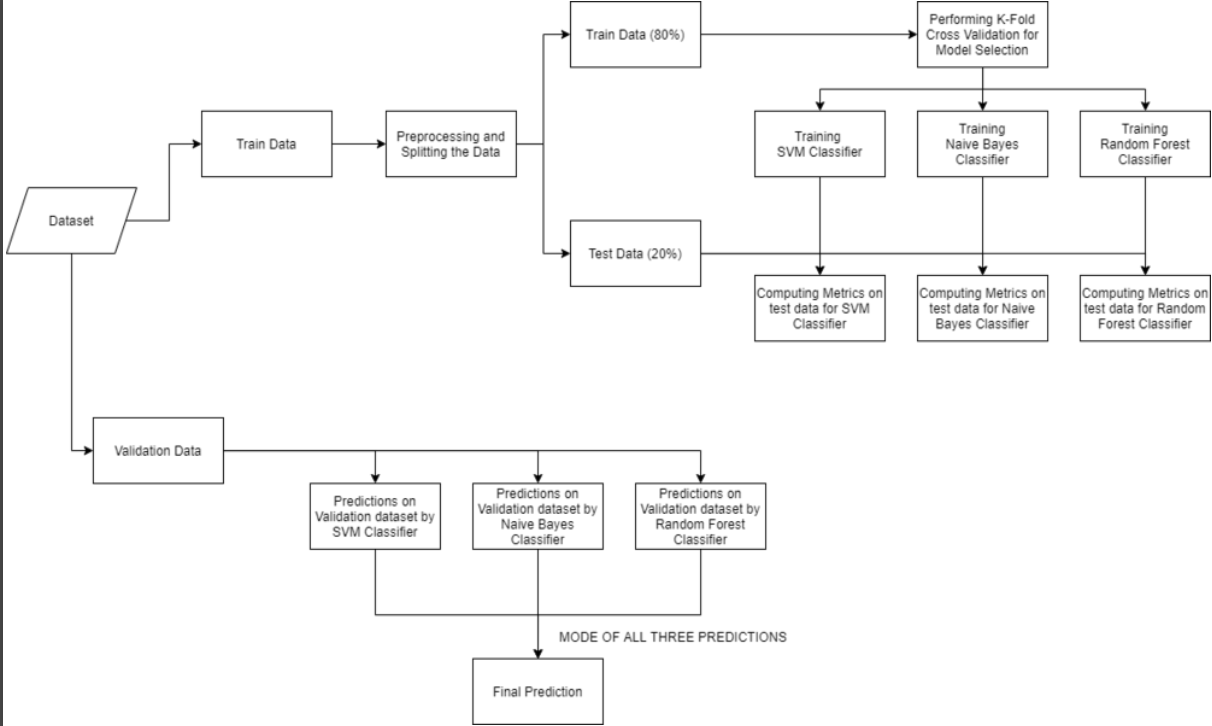 Train Data (80%)
Performing K-Fold
Cross Validation for
Model Selection
Train Data
Preprocessing and
Splitting the Data
Training
SVM Classifier
Training
Naive Bayes
Classifier
Training
Random Forest
Classifier
Dataset
Test Data (20%)
Computing Metrics on
test data for SVM
Classifier
Computing Metrics on
test data for Naive
Bayes Classifier
Computing Metrics on
test data for Random
Forest Classifier
Validation Data
Predictions on
Validation dataset by
SVM Classifier
Predictions on
Validation dataset by
Naive Bayes
Classifier
Predictions on
Validation dataset by
Random Forest
Classifier
MODE OF ALL THREE PREDICTIONS
Final Prediction